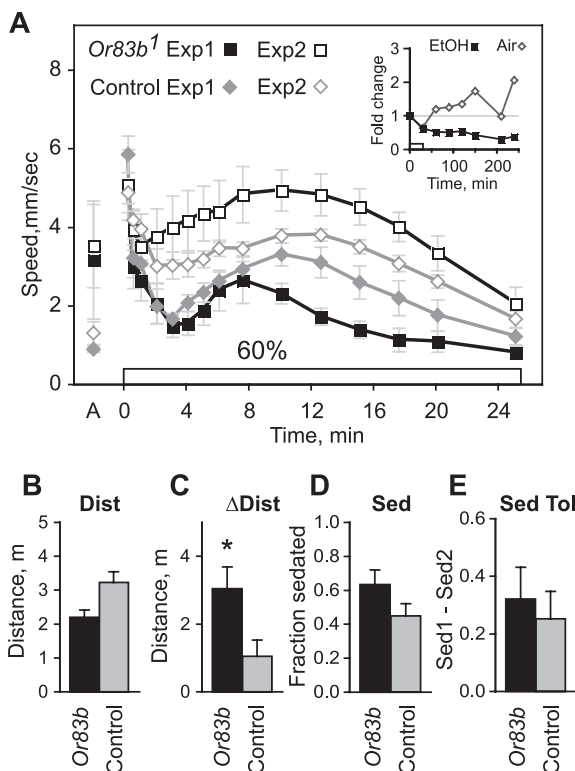 A
Or83b1 Exp1 Exp2
Control Exp1 Exp2
EtOH Air
Fold change
3
2
1
0
0 100 200
Time, min
Speed,mm/sec
8
6
4
2
0
60%
A 0 4 8 12 16 20 24
Time, min
B Dist
Distance, m
5
4
3
2
1
0
Or83b Control
C ΔDist
Distance, m
4
3
2
1
0
*
Or83b Control
D Sed
Fraction sedated
1.0
0.8
0.6
0.4
0.2
0.0
Or83b Control
E Sed Tol
Sed1 - Sed2
0.6
0.4
0.2
0.0
Or83b Control